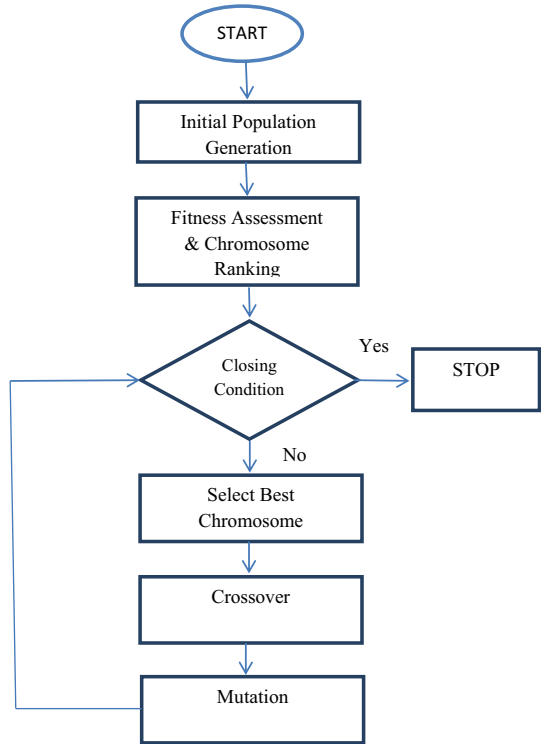 START
Initial Population
Generation
Fitness Assessment
& Chromosome
Ranking
Closing
Condition
Yes
STOP
No
Select Best
Chromosome
Crossover
Mutation